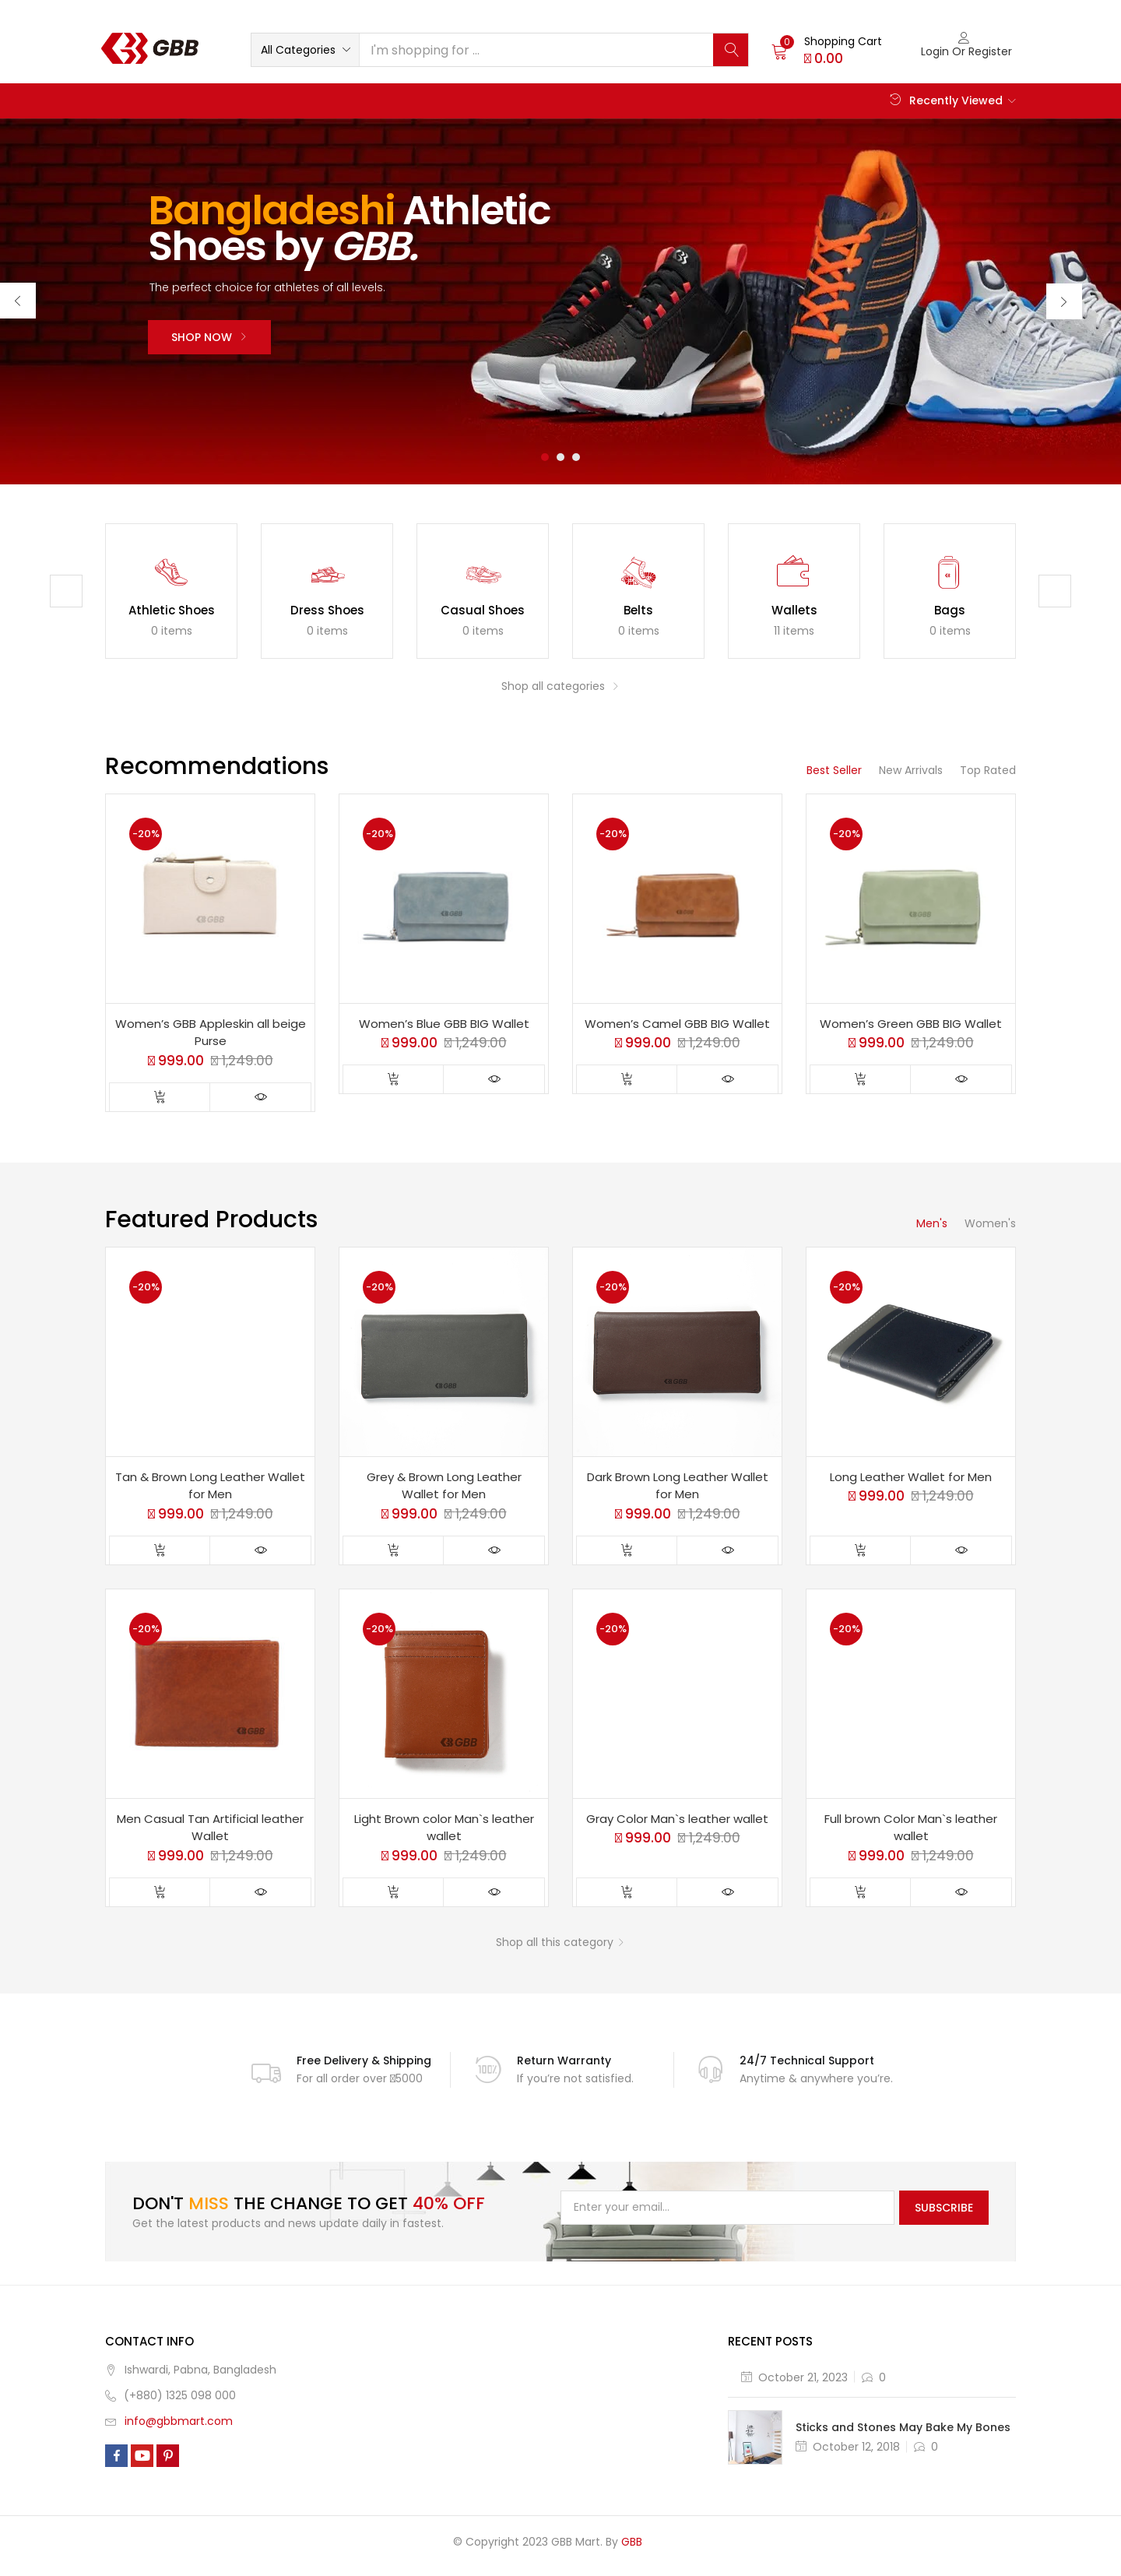 GBB
All Categories
I'm shopping for ...
0
Shopping Cart
0.00
Login Or Register
Recently Viewed
Bangladeshi Athletic
Shoes by GBB.
The perfect choice for athletes of all levels.
SHOP NOW
Athletic Shoes
0 items
Dress Shoes
0 items
Casual Shoes
0 items
Belts
0 items
Wallets
11 items
Bags
0 items
Shop all categories
Recommendations
Best Seller New Arrivals Top Rated
-20%
-20%
-20%
-20%
GBB
GBB
GBB
GBB
Women’s GBB Appleskin all beige
Purse
999.00 1,249.00
Women’s Blue GBB BIG Wallet
999.00 1,249.00
Women’s Camel GBB BIG Wallet
999.00 1,249.00
Women’s Green GBB BIG Wallet
999.00 1,249.00
Featured Products
Men's Women's
-20%
-20%
-20%
-20%
GBB
GBB
Tan & Brown Long Leather Wallet
for Men
999.00 1,249.00
Grey & Brown Long Leather
Wallet for Men
999.00 1,249.00
Dark Brown Long Leather Wallet
for Men
999.00 1,249.00
Long Leather Wallet for Men
999.00 1,249.00
-20%
-20%
-20%
-20%
GBB
GBB
Men Casual Tan Artificial leather
Wallet
999.00 1,249.00
Light Brown color Man`s leather
wallet
999.00 1,249.00
Gray Color Man`s leather wallet
999.00 1,249.00
Full brown Color Man`s leather
wallet
999.00 1,249.00
Shop all this category
Free Delivery & Shipping
For all order over 5000
100%
Return Warranty
If you’re not satisfied.
24/7 Technical Support
Anytime & anywhere you’re.
DON'T MISS THE CHANGE TO GET 40% OFF
Get the latest products and news update daily in fastest.
Enter your email...
SUBSCRIBE
CONTACT INFO
Ishwardi, Pabna, Bangladesh
(+880) 1325 098 000
info@gbbmart.com
RECENT POSTS
October 21, 2023 0
Sticks and Stones May Bake My Bones
October 12, 2018 0
© Copyright 2023 GBB Mart. By GBB